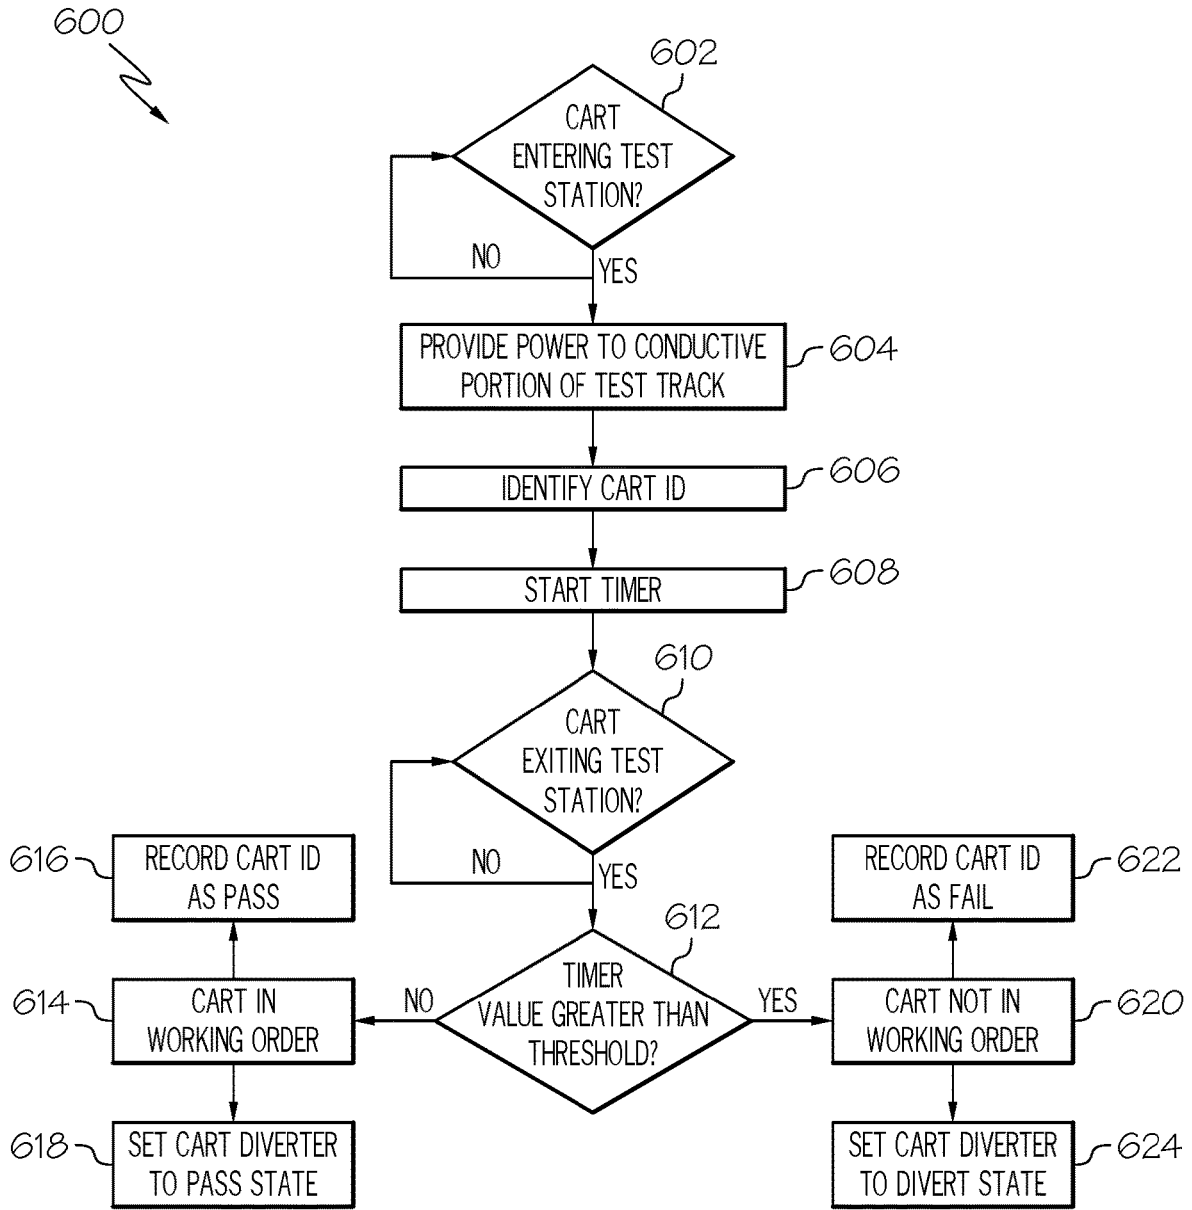 600
602
CART
ENTERING TEST
STATION?
NO
YES
PROVIDE POWER TO CONDUCTIVE
PORTION OF TEST TRACK
604
IDENTIFY CART ID
606
START TIMER
608
610
CART
EXITING TEST
STATION?
NO
YES
616
RECORD CART ID
AS PASS
RECORD CART ID
AS FAIL
622
612
614
CART IN
WORKING ORDER
NO
TIMER
VALUE GREATER THAN
THRESHOLD?
YES
CART NOT IN
WORKING ORDER
620
618
SET CART DIVERTER
TO PASS STATE
SET CART DIVERTER
TO DIVERT STATE
624